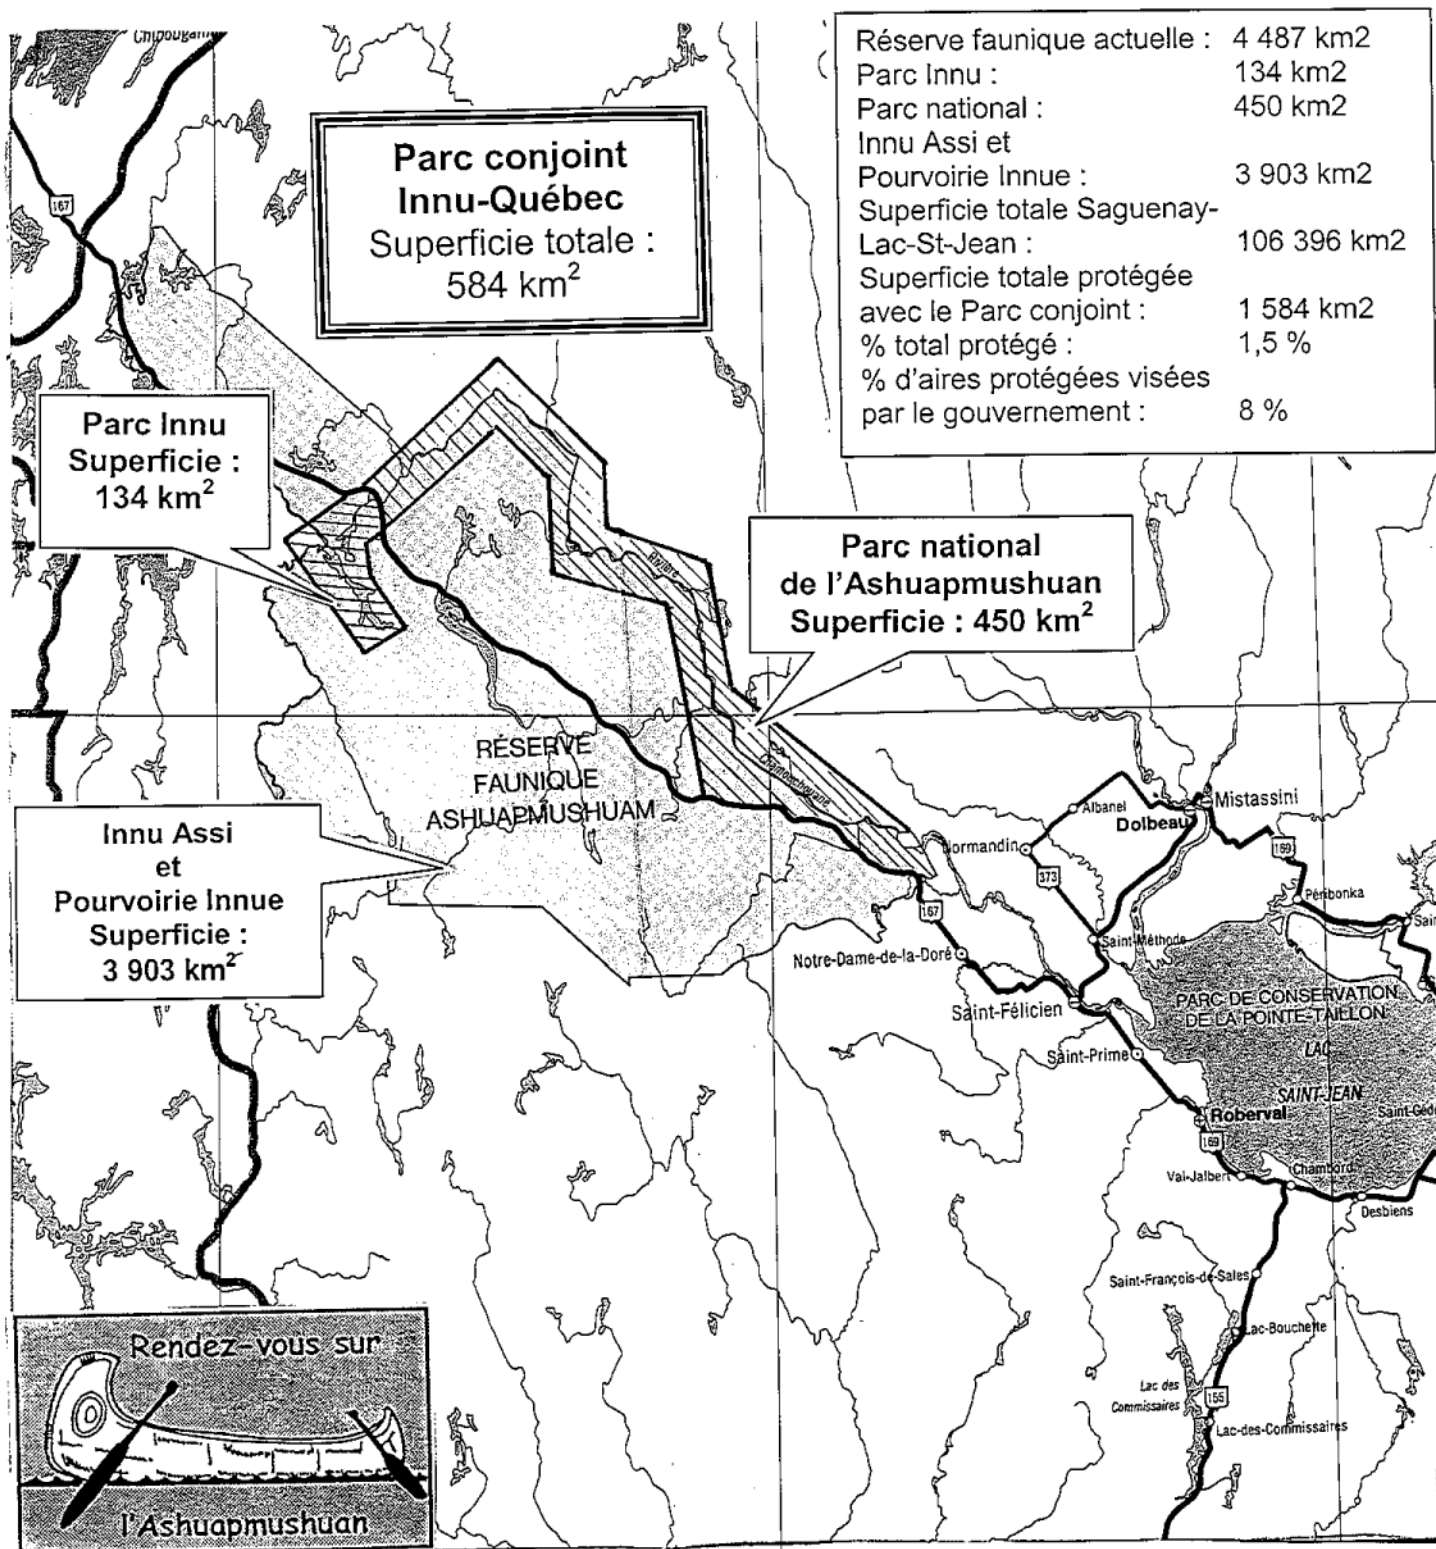 Chibougam
Réserve faunique actuelle : 4 487 km2
Parc Innu : 134 km2
Parc national : 450 km2
Innu Assi et
Pourvoirie Innue : 3 903 km2
Superficie totale Saguenay-
Lac-St-Jean : 106 396 km2
Superficie totale protégée
avec le Parc conjoint : 1 584 km2
% total protégé : 1,5 %
% d'aires protégées visées
par le gouvernement : 8 %
Parc conjoint
Innu-Québec
Superficie totale :
584 km²
167
Parc Innu
Superficie :
134 km²
Parc national
de l'Ashuapmushuan
Superficie : 450 km²
Rivière
Chamouchouane
RÉSERVE
FAUNIQUE
ASHUAPMUSHUAM
Innu Assi
et
Pourvoirie Innue
Superficie :
3 903 km²
Albanel
Mistassini
Dolbeau
Normandin
169
373
Péribonka
167
Sain
Saint-Méthode
Notre-Dame-de-la-Doré
Saint-Félicien
PARC DE CONSERVATION
DE LA POINTE-TAILLON
LAC
SAINT-JEAN
Saint-Prime
Roberval
Saint-Géd
169
Val-Jalbert
Chambord
Desbiens
Saint-François-de-Sales
Lac-Bouchette
Lac des
Commissaires
155
Lac-des-Commissaires
Rendez-vous sur
l'Ashuapmushuan